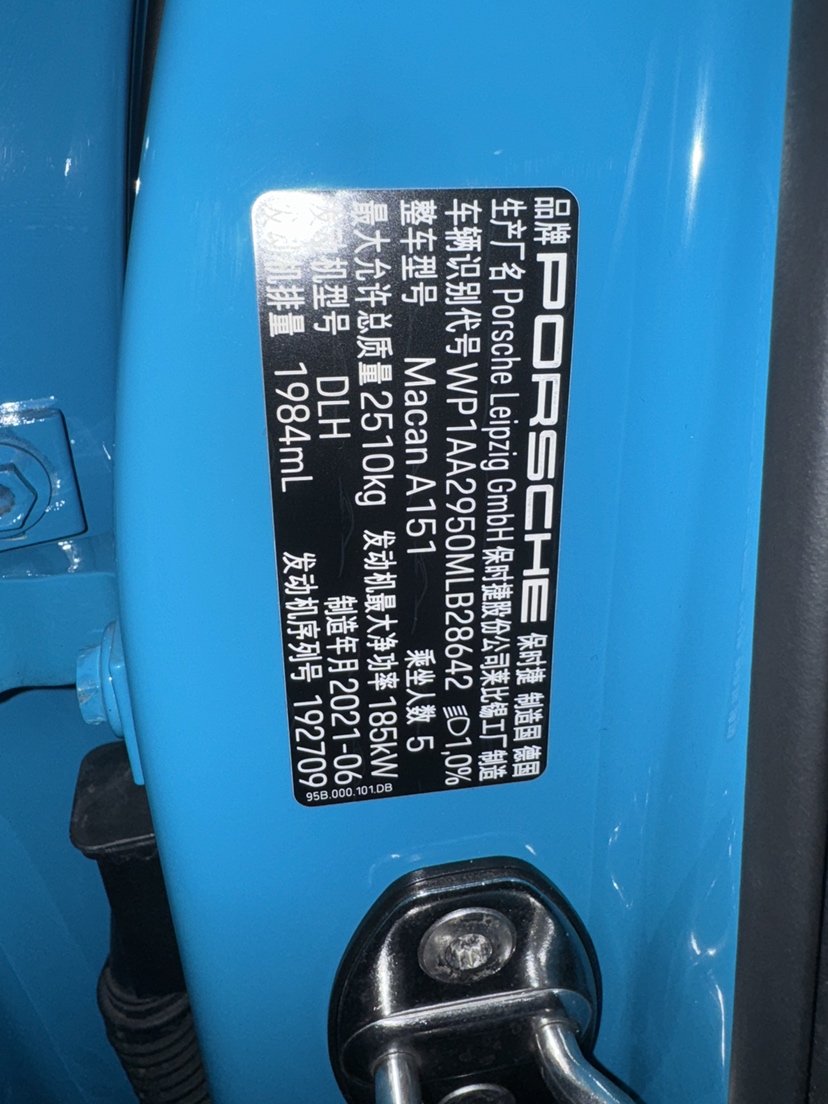 品牌 PORSCHE 保时捷 制造国 德国
生产厂名 Porsche Leipzig GmbH 保时捷股份公司莱比锡工厂 制造
车辆识别代号 WP1AA2950MLB28642 1,0%
整车型号 Macan A151 乘坐人数 5
最大允许总质量 2510kg 发动机最大净功率 185kW
发动机型号 DLH 制造年月 2021-06
发动机排量 1984mL 发动机序列号 192709
95B.000.101.DB